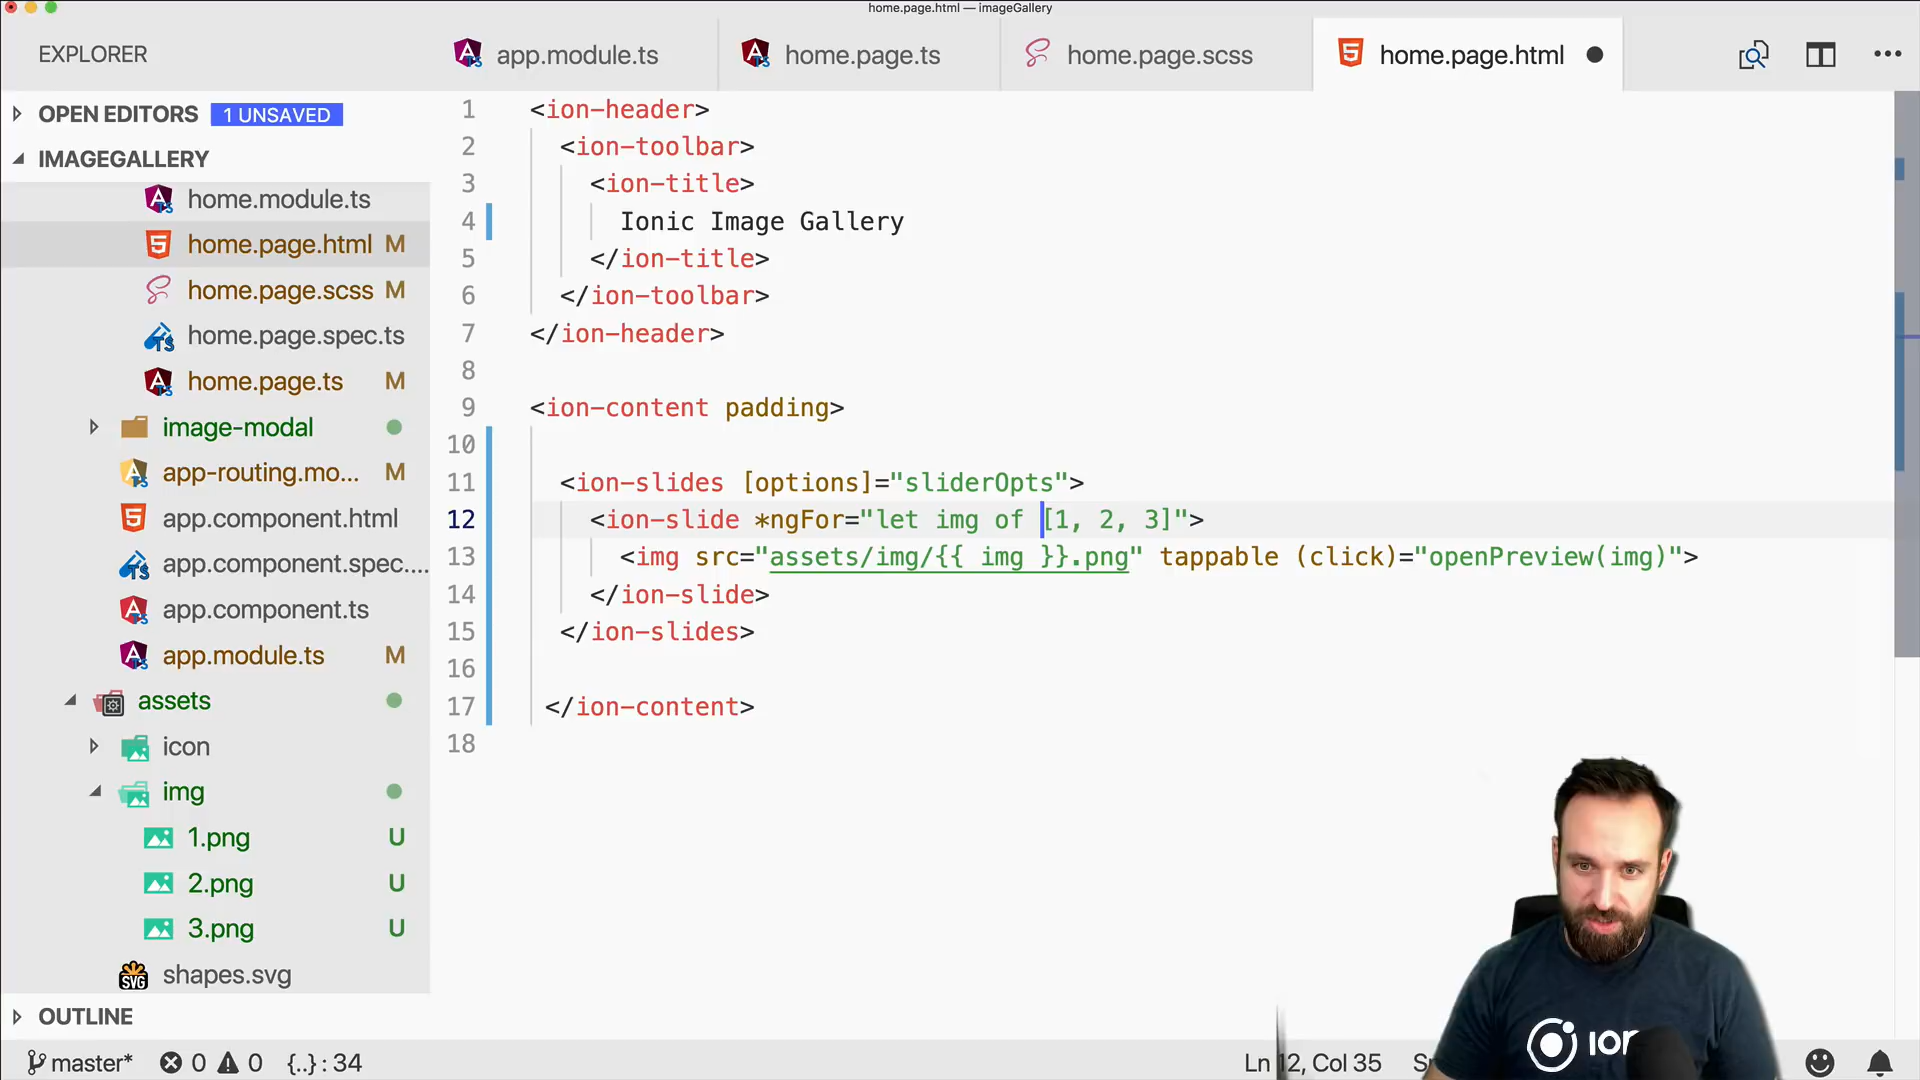 home.page.html — imageGallery
EXPLORER
app.module.ts
home.page.ts
home.page.scss
home.page.html
OPEN EDITORS 1 UNSAVED
IMAGEGALLERY
home.module.ts
home.page.html M
home.page.scss M
home.page.spec.ts
home.page.ts M
image-modal
app-routing.mo... M
app.component.html
app.component.spec....
app.component.ts
app.module.ts M
assets
icon
img
1.png U
2.png U
3.png U
shapes.svg
OUTLINE
1 <ion-header>
2 <ion-toolbar>
3 <ion-title>
4 Ionic Image Gallery
5 </ion-title>
6 </ion-toolbar>
7 </ion-header>
8
9 <ion-content padding>
10
11 <ion-slides [options]="sliderOpts">
12 <ion-slide *ngFor="let img of [1, 2, 3]">
13 <img src="assets/img/{{ img }}.png" tappable (click)="openPreview(img)">
14 </ion-slide>
15 </ion-slides>
16
17 </ion-content>
18
master* 0 0 {..} : 34
Ln 12, Col 35